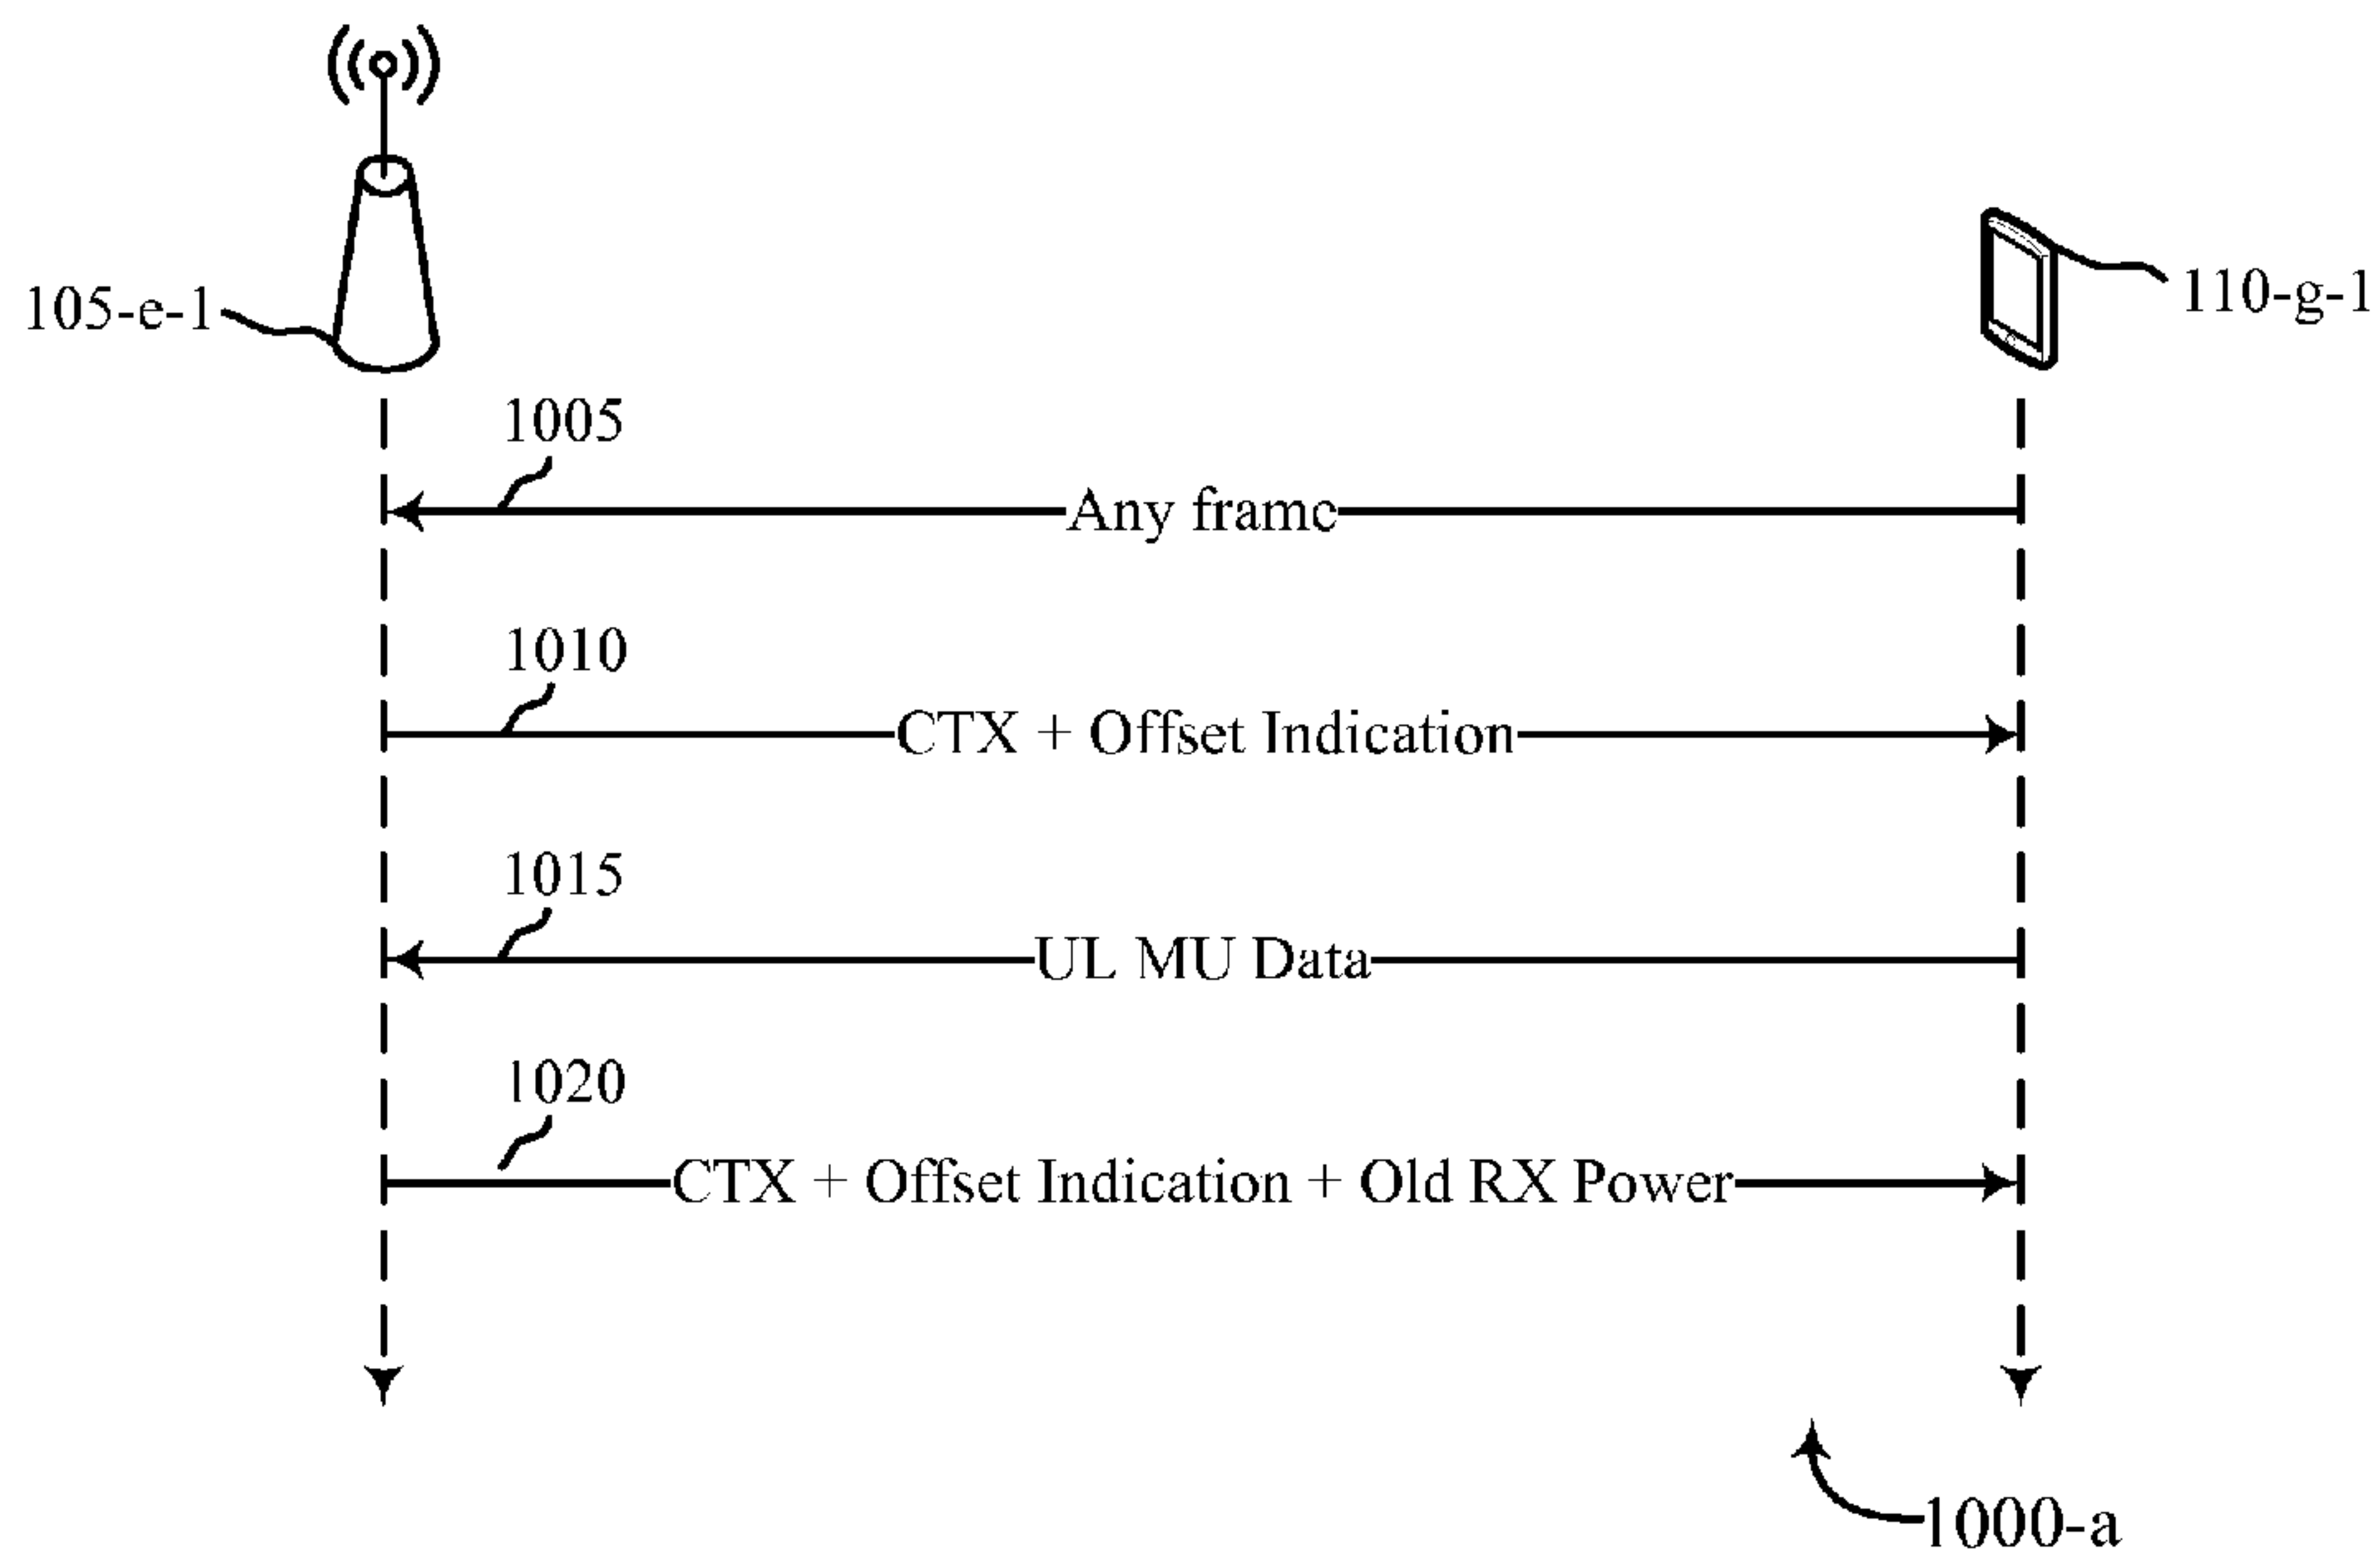 105-e-1
110-g-1
1005
Any frame
1010
CTX + Offset Indication
1015
UL MU Data
1020
CTX + Offset Indication + Old RX Power
1000-a